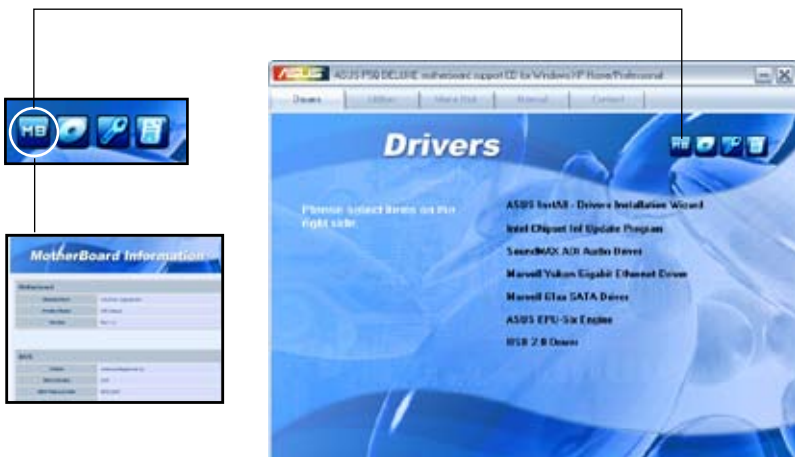 ASUS
ASUS P5Q DELUXE motherboard support CD for Windows XP Home/Professional
Drivers
Utilities
Make Disk
Manual
Contact
MB
Drivers
Please select items on the right side.
ASUS InstAll - Drivers Installation Wizard
Intel Chipset Inf Update Program
SoundMAX ADI Audio Driver
Marvell Yukon Gigabit Ethernet Driver
Marvell 61xx SATA Driver
ASUS EPU-Six Engine
USB 2.0 Driver
MotherBoard Information
Motherboard
BIOS